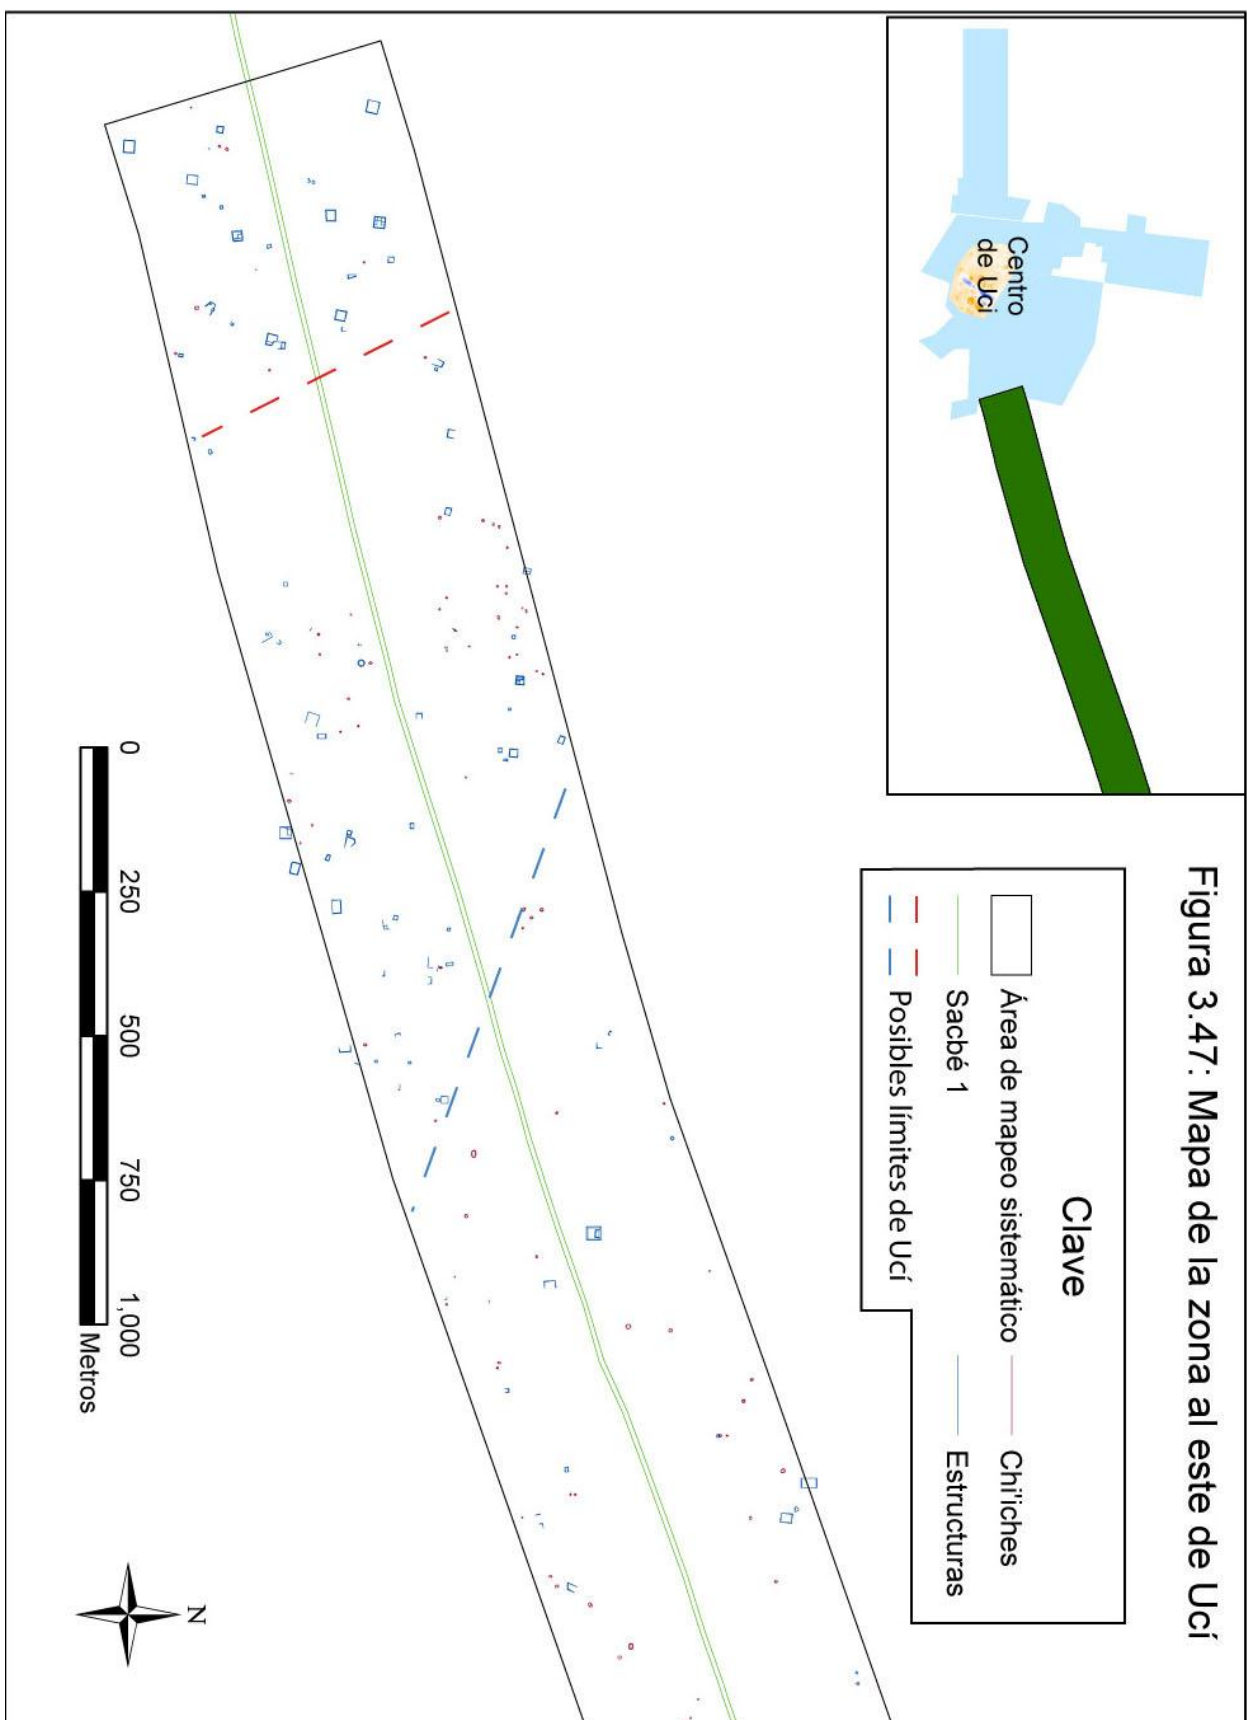 Figura 3.47: Mapa de la zona al este de Ucí
Centro
de Uci
Clave
Área de mapeo sistemático
Chi'iches
Sacbé 1
Estructuras
Posibles límites de Ucí
0
250
500
750
1,000
Metros
N